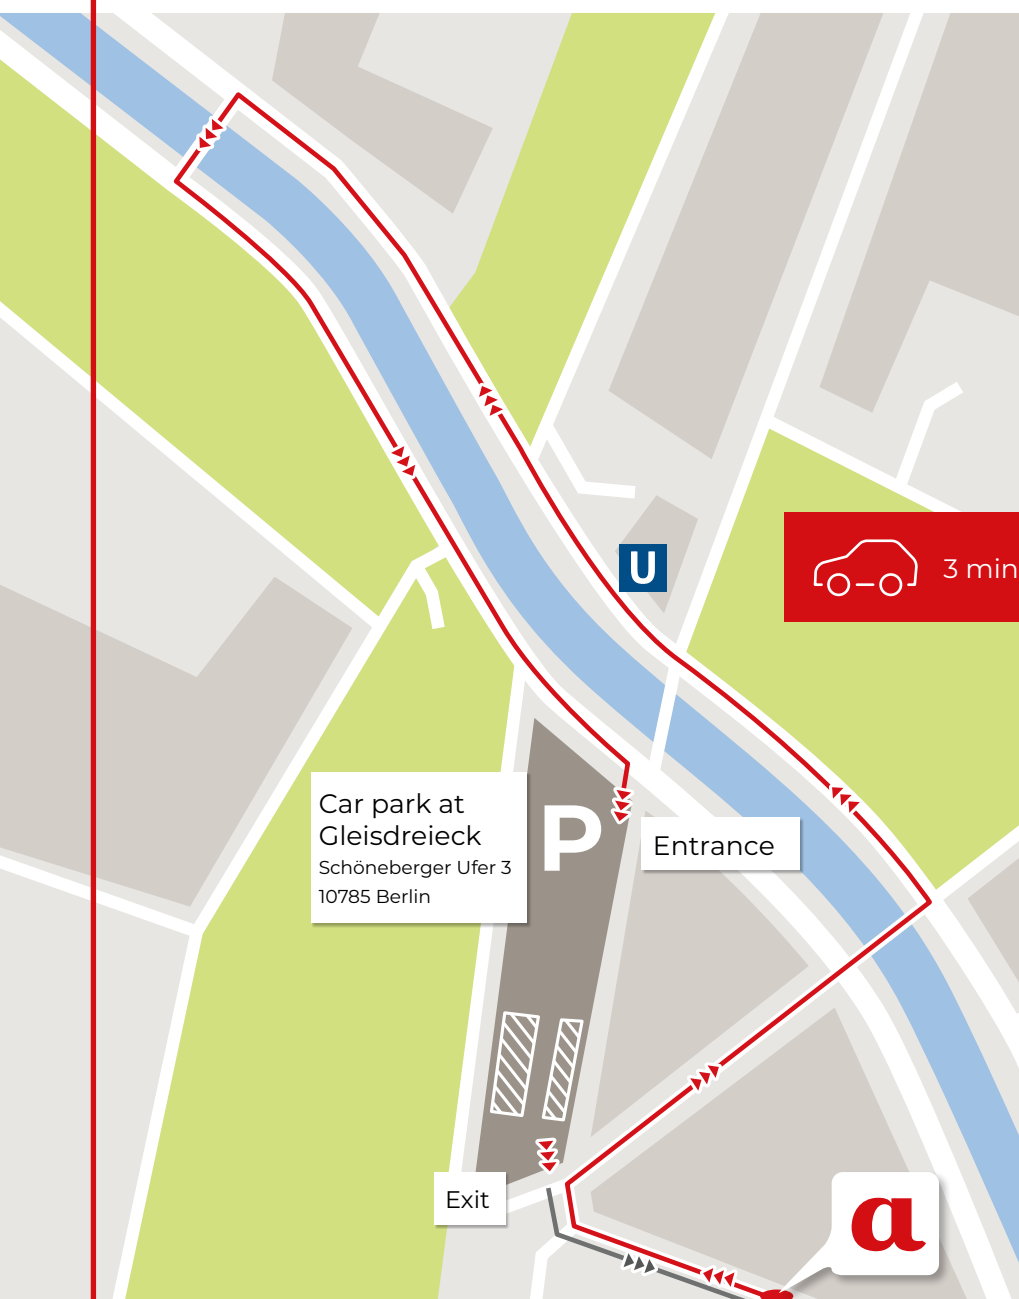 U
3 min
Car park at
Gleisdreieck
Schöneberger Ufer 3
10785 Berlin
P
Entrance
Exit
a